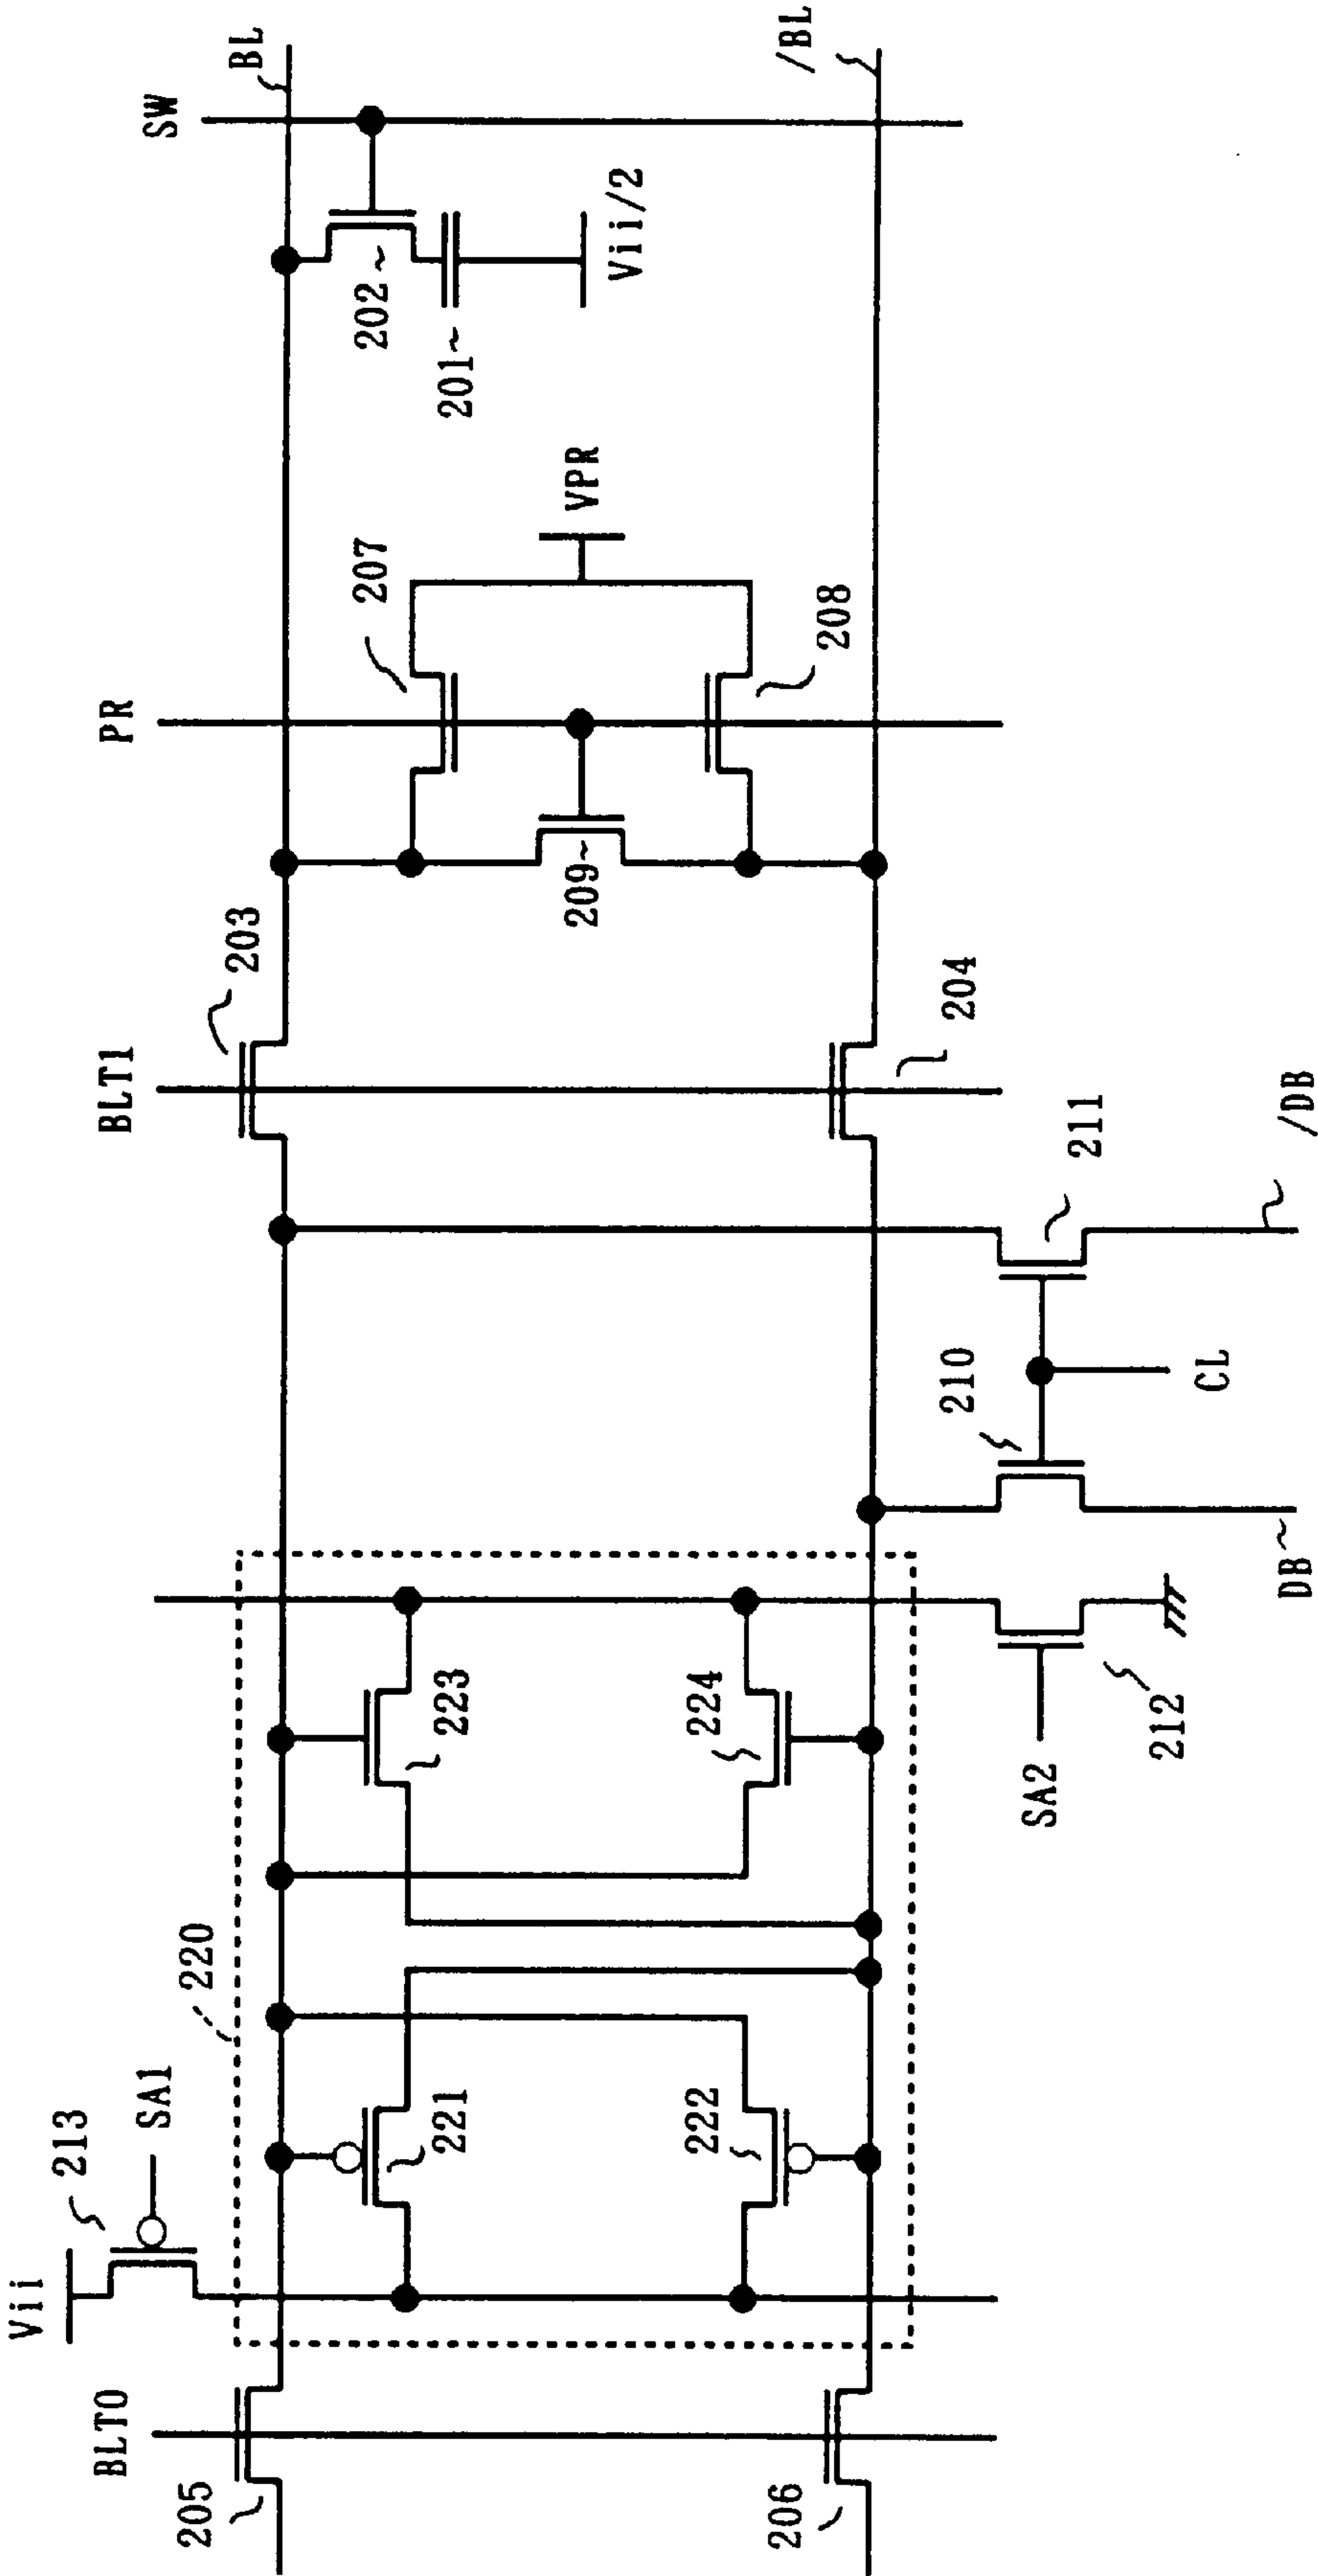 BL
/BL
SW
202
201
Vii/2
207
VPR
208
PR
209
203
BLT1
204
211
/DB
210
CL
DB
223
224
212
SA2
220
213
SA1
221
222
Vii
BLT0
205
206